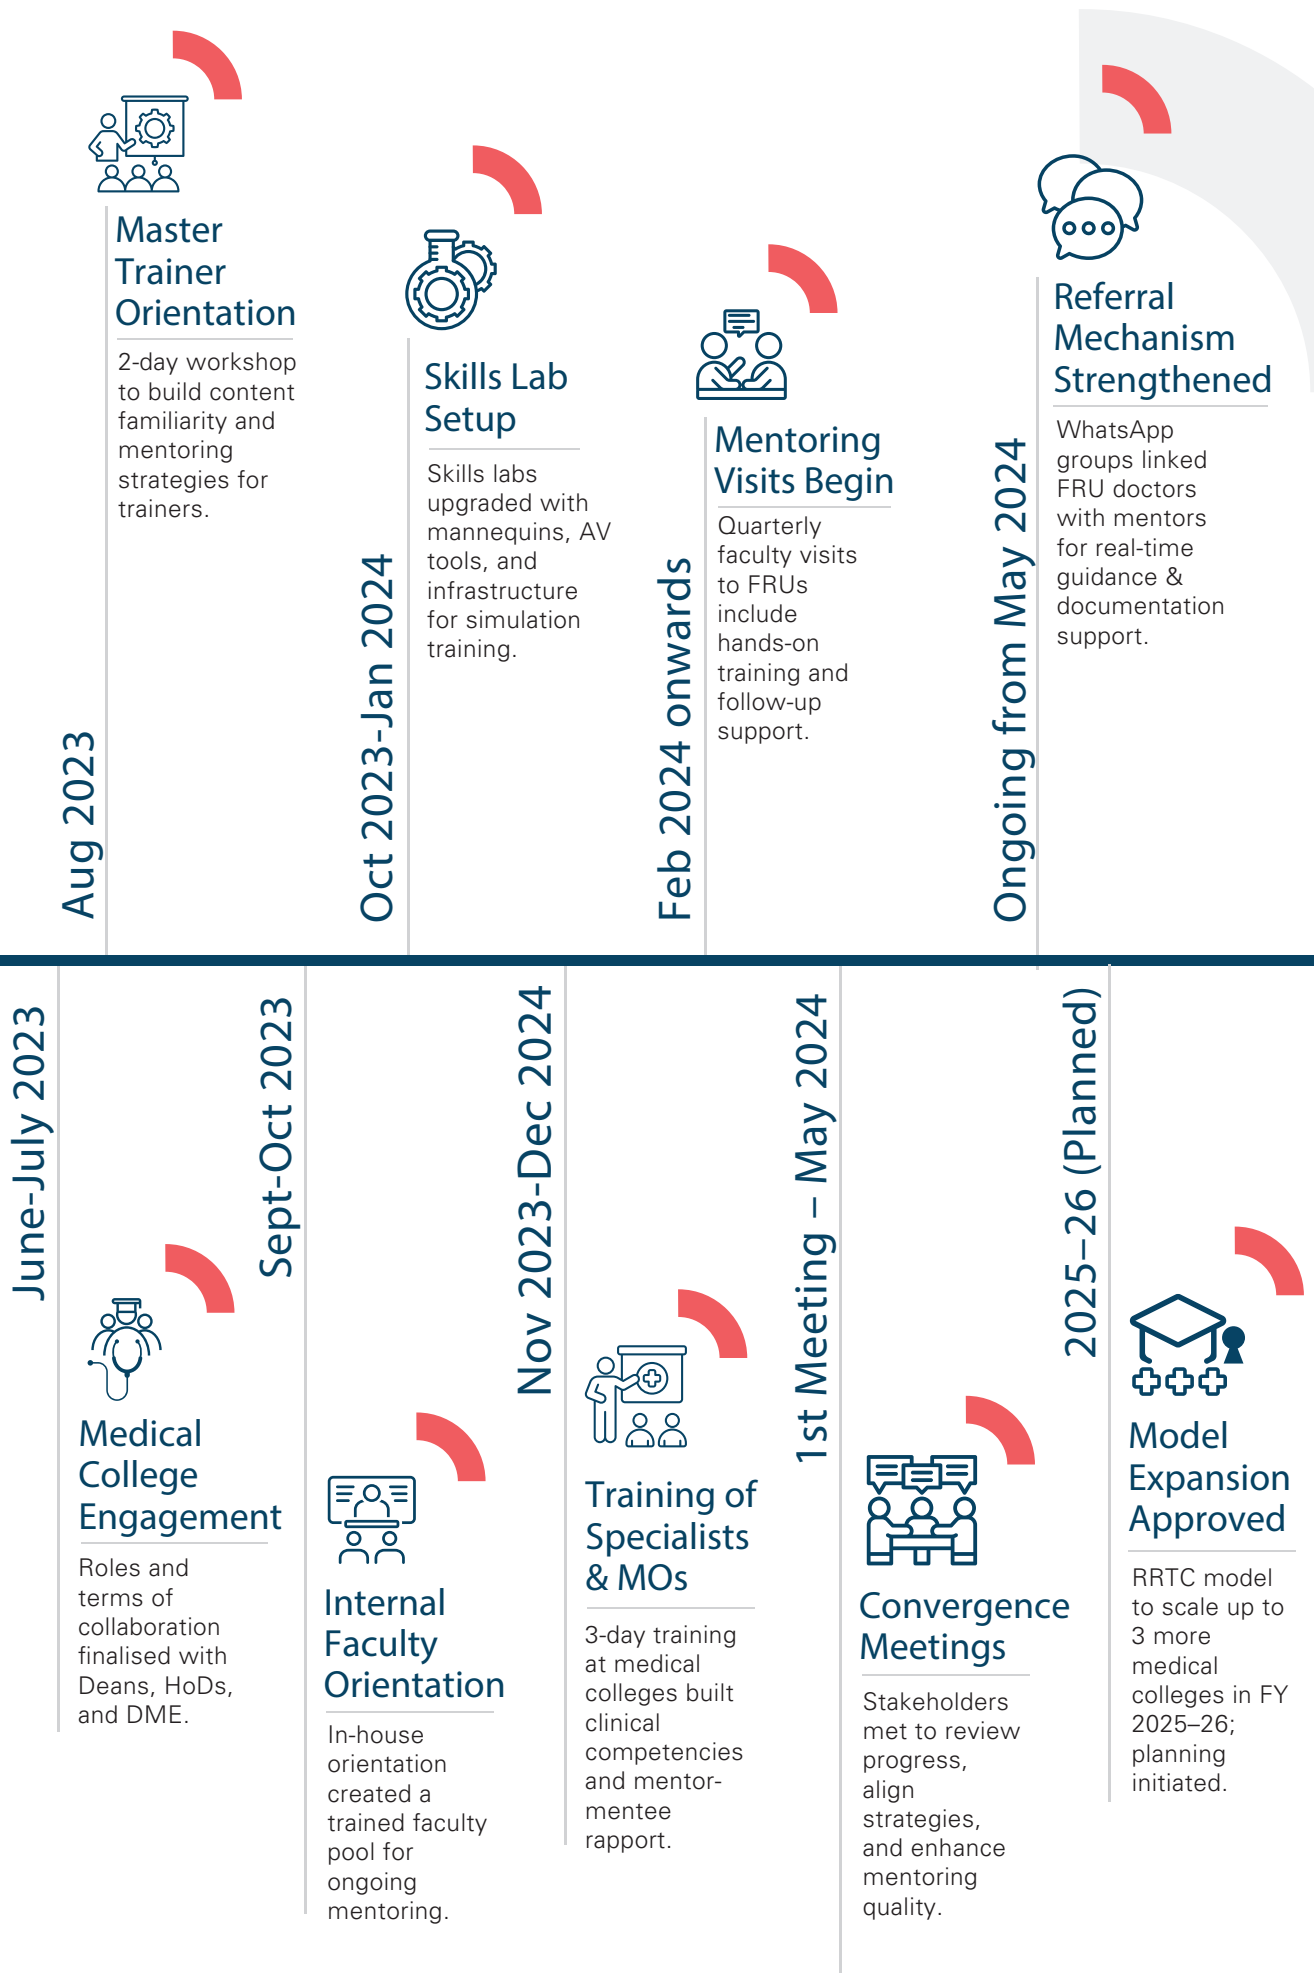 Aug 2023
Master
Trainer
Orientation
2-day workshop
to build content
familiarity and
mentoring
strategies for
trainers.
Oct 2023-Jan 2024
Skills Lab
Setup
Skills labs
upgraded with
mannequins, AV
tools, and
infrastructure
for simulation
training.
Feb 2024 onwards
Mentoring
Visits Begin
Quarterly
faculty visits
to FRUs
include
hands-on
training and
follow-up
support.
Ongoing from May 2024
Referral
Mechanism
Strengthened
WhatsApp
groups linked
FRU doctors
with mentors
for real-time
guidance &
documentation
support.
June-July 2023
Medical
College
Engagement
Roles and
terms of
collaboration
finalised with
Deans, HoDs,
and DME.
Sept-Oct 2023
Internal
Faculty
Orientation
In-house
orientation
created a
trained faculty
pool for
ongoing
mentoring.
Nov 2023-Dec 2024
Training of
Specialists
& MOs
3-day training
at medical
colleges built
clinical
competencies
and mentor-
mentee
rapport.
1st Meeting – May 2024
Convergence
Meetings
Stakeholders
met to review
progress,
align
strategies,
and enhance
mentoring
quality.
2025–26 (Planned)
Model
Expansion
Approved
RRTC model
to scale up to
3 more
medical
colleges in FY
2025–26;
planning
initiated.